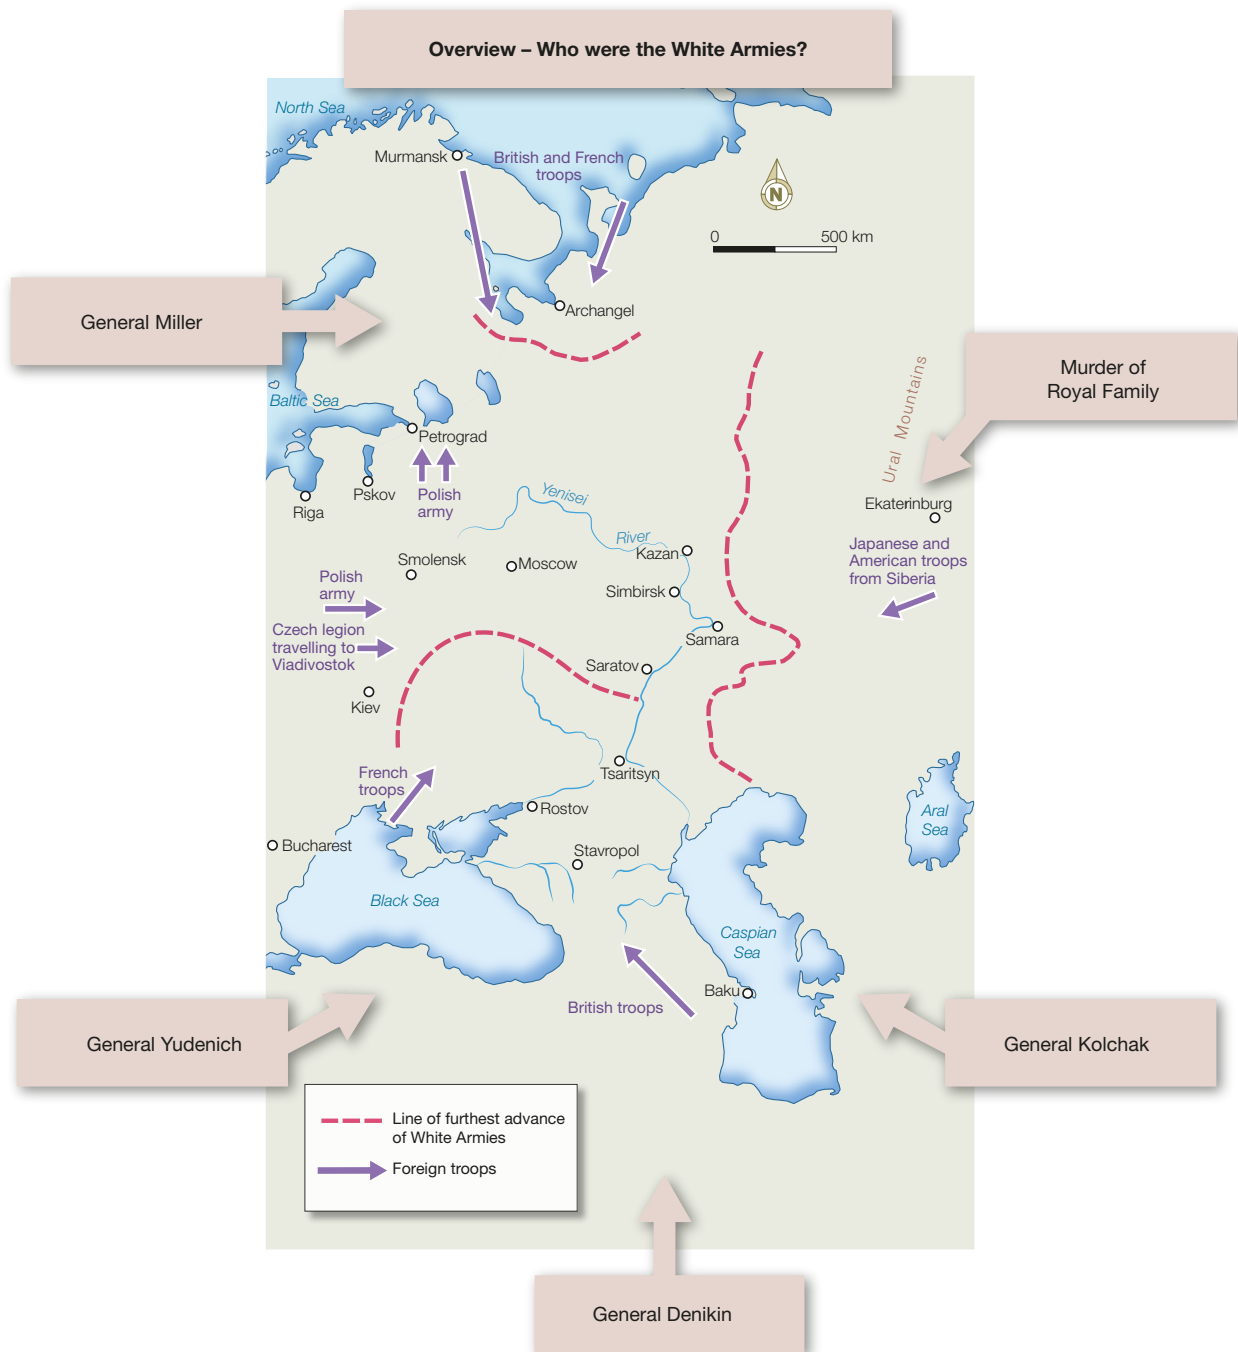 Overview – Who were the White Armies?
North Sea
Murmansk
British and French
troops
N
0 500 km
Archangel
General Miller
Murder of
Royal Family
Ural Mountains
Baltic Sea
Petrograd
Pskov
Polish
army
Riga
Yenisei
River
Ekaterinburg
Kazan
Smolensk
Moscow
Japanese and
American troops
from Siberia
Polish
army
Simbirsk
Czech legion
travelling to
Viadivostok
Samara
Saratov
Kiev
French
troops
Tsaritsyn
Rostov
Aral
Sea
Bucharest
Stavropol
Black Sea
Caspian
Sea
Baku
British troops
General Yudenich
General Kolchak
Line of furthest advance
of White Armies
Foreign troops
General Denikin